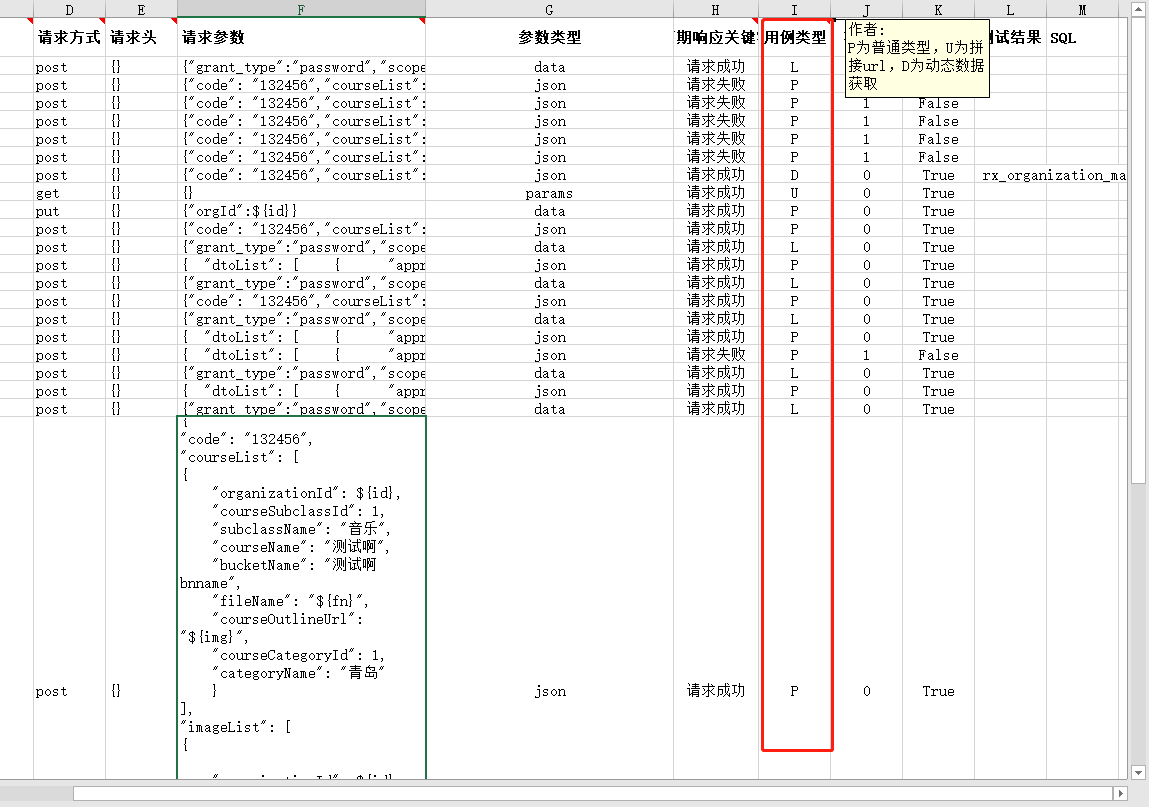 D E F G H I J K L M
请求方式 请求头 请求参数 参数类型 期响应关键 用例类型 试结果 SQL
作者:
P为普通类型，U为拼
接url，D为动态数据
获取
post {} {"grant_type":"password","scope data 请求成功 L
post {} {"code": "132456","courseList": json 请求失败 P
post {} {"code": "132456","courseList": json 请求失败 P 1 False
post {} {"code": "132456","courseList": json 请求失败 P 1 False
post {} {"code": "132456","courseList": json 请求失败 P 1 False
post {} {"code": "132456","courseList": json 请求失败 P 1 False
post {} {"code": "132456","courseList": json 请求成功 D 0 True rx_organization_ma
get {} {} params 请求成功 U 0 True
put {} {"orgId":${id}} data 请求成功 P 0 True
post {} {"code": "132456","courseList": json 请求成功 P 0 True
post {} {"grant_type":"password","scope data 请求成功 L 0 True
post {} { "dtoList": [ { "appr json 请求成功 P 0 True
post {} {"grant_type":"password","scope data 请求成功 L 0 True
post {} {"code": "132456","courseList": json 请求成功 P 0 True
post {} {"grant_type":"password","scope data 请求成功 L 0 True
post {} { "dtoList": [ { "appr json 请求成功 P 0 True
post {} { "dtoList": [ { "appr json 请求失败 P 1 False
post {} {"grant_type":"password","scope data 请求成功 L 0 True
post {} { "dtoList": [ { "appr json 请求成功 P 0 True
post {} {"grant_type":"password","scope data 请求成功 L 0 True
{
"code": "132456",
"courseList": [
{
"organizationId": ${id},
"courseSubclassId": 1,
"subclassName": "音乐",
"courseName": "测试啊",
"bucketName": "测试啊
bnname",
"fileName": "${fn}",
"courseOutlineUrl":
"${img}",
"courseCategoryId": 1,
"categoryName": "青岛"
post {} } json 请求成功 P 0 True
],
"imageList": [
{